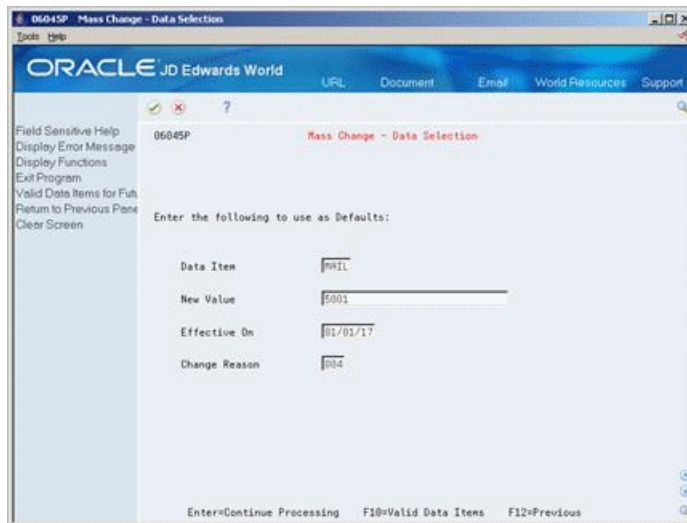 06045P Mass Change - Data Selection
Tools Help
ORACLE JD Edwards World
URL Document Email World Resources Support
Field Sensitive Help
Display Error Message
Display Functions
Exit Program
Valid Data Items for Futu
Return to Previous Pane
Clear Screen
06045P Mass Change - Data Selection
Enter the following to use as Defaults:
Data Item MAIL
New Value 5001
Effective On 01/01/17
Change Reason 004
Enter=Continue Processing F10=Valid Data Items F12=Previous